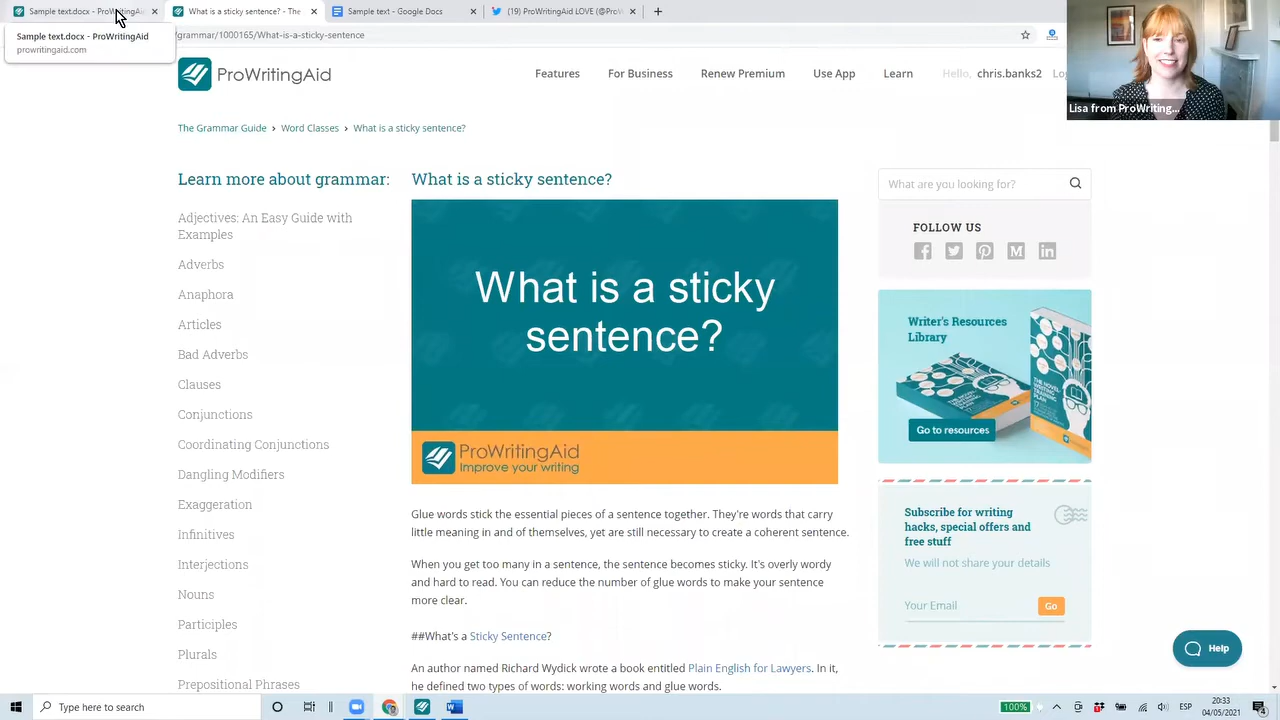 Sample text.docx - ProWritingAid
What is a sticky sentence? - The
Sample text - Google Docs
(19) ProWritingAid LOVE (@ProW
Sample text.docx - ProWritingAid
prowritingaid.com
/grammar/1000165/What-is-a-sticky-sentence
ProWritingAid
Features
For Business
Renew Premium
Use App
Learn
Hello, chris.banks2
Lisa from ProWriting...
The Grammar Guide › Word Classes › What is a sticky sentence?
Learn more about grammar:
Adjectives: An Easy Guide with
Examples
Adverbs
Anaphora
Articles
Bad Adverbs
Clauses
Conjunctions
Coordinating Conjunctions
Dangling Modifiers
Exaggeration
Infinitives
Interjections
Nouns
Participles
Plurals
Prepositional Phrases
What is a sticky sentence?
What is a sticky
sentence?
ProWritingAid
Improve your writing
Glue words stick the essential pieces of a sentence together. They're words that carry
little meaning in and of themselves, yet are still necessary to create a coherent sentence.
When you get too many in a sentence, the sentence becomes sticky. It's overly wordy
and hard to read. You can reduce the number of glue words to make your sentence
more clear.
##What's a Sticky Sentence?
An author named Richard Wydick wrote a book entitled Plain English for Lawyers. In it,
he defined two types of words: working words and glue words.
What are you looking for?
FOLLOW US
Writer's Resources
Library
Go to resources
Subscribe for writing
hacks, special offers and
free stuff
We will not share your details
Your Email
Go
Help
Type here to search
100%
ESP
20:33
04/05/2021